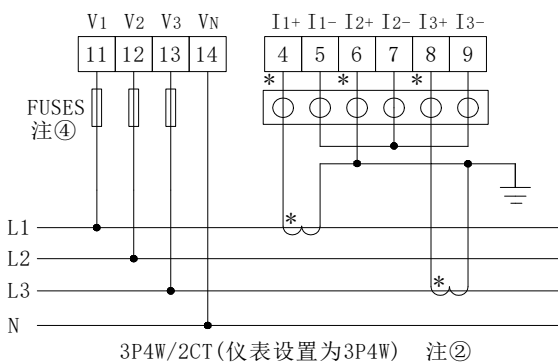 V1 V2 V3 VN I1+ I1- I2+ I2- I3+ I3-
11 12 13 14 4 5 6 7 8 9
* * *
FUSES
注④
L1 *
L2
L3 *
N
3P4W/2CT(仪表设置为3P4W) 注②